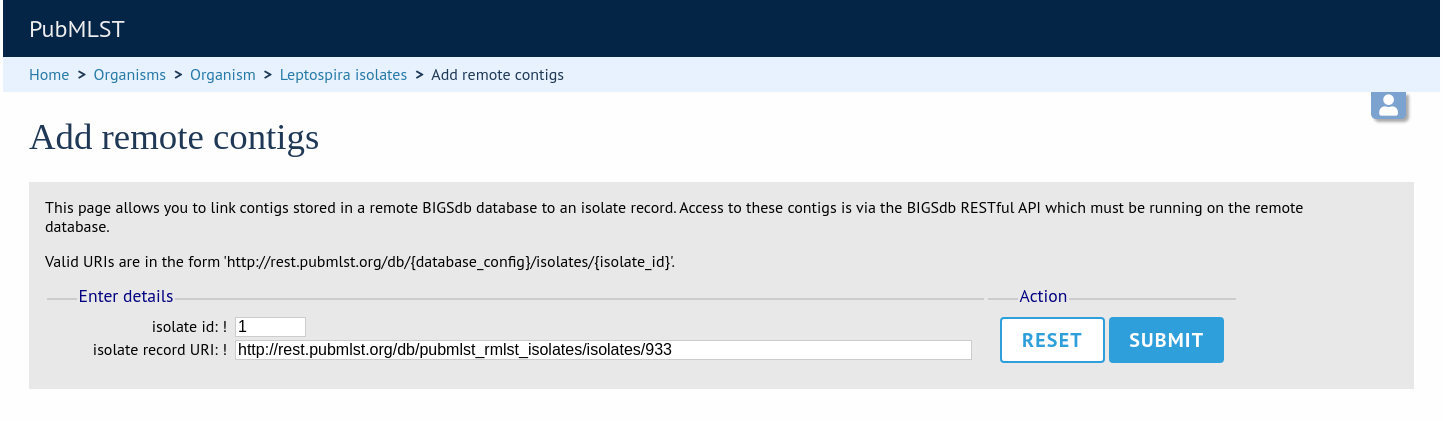 PubMLST
Home > Organisms > Organism > Leptospira isolates > Add remote contigs
Add remote contigs
This page allows you to link contigs stored in a remote BIGSdb database to an isolate record. Access to these contigs is via the BIGSdb RESTful API which must be running on the remote
database.
Valid URIs are in the form 'http://rest.pubmlst.org/db/{database_config}/isolates/{isolate_id}'.
Enter details
isolate id: ! 1
isolate record URI: ! http://rest.pubmlst.org/db/pubmlst_rmlst_isolates/isolates/933
Action
RESET SUBMIT